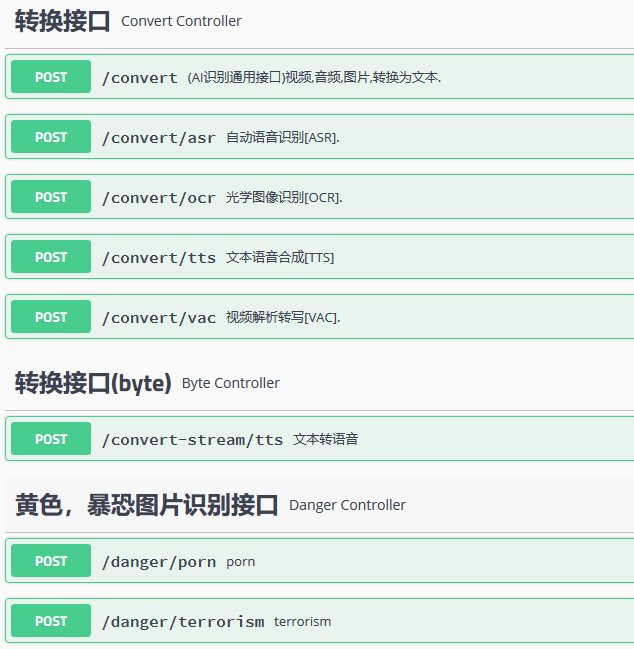 转换接口 Convert Controller
POST /convert (AI识别通用接口)视频,音频,图片,转换为文本.
POST /convert/asr 自动语音识别[ASR].
POST /convert/ocr 光学图像识别[OCR].
POST /convert/tts 文本语音合成[TTS]
POST /convert/vac 视频解析转写[VAC].
转换接口(byte) Byte Controller
POST /convert-stream/tts 文本转语音
黄色，暴恐图片识别接口 Danger Controller
POST /danger/porn porn
POST /danger/terrorism terrorism